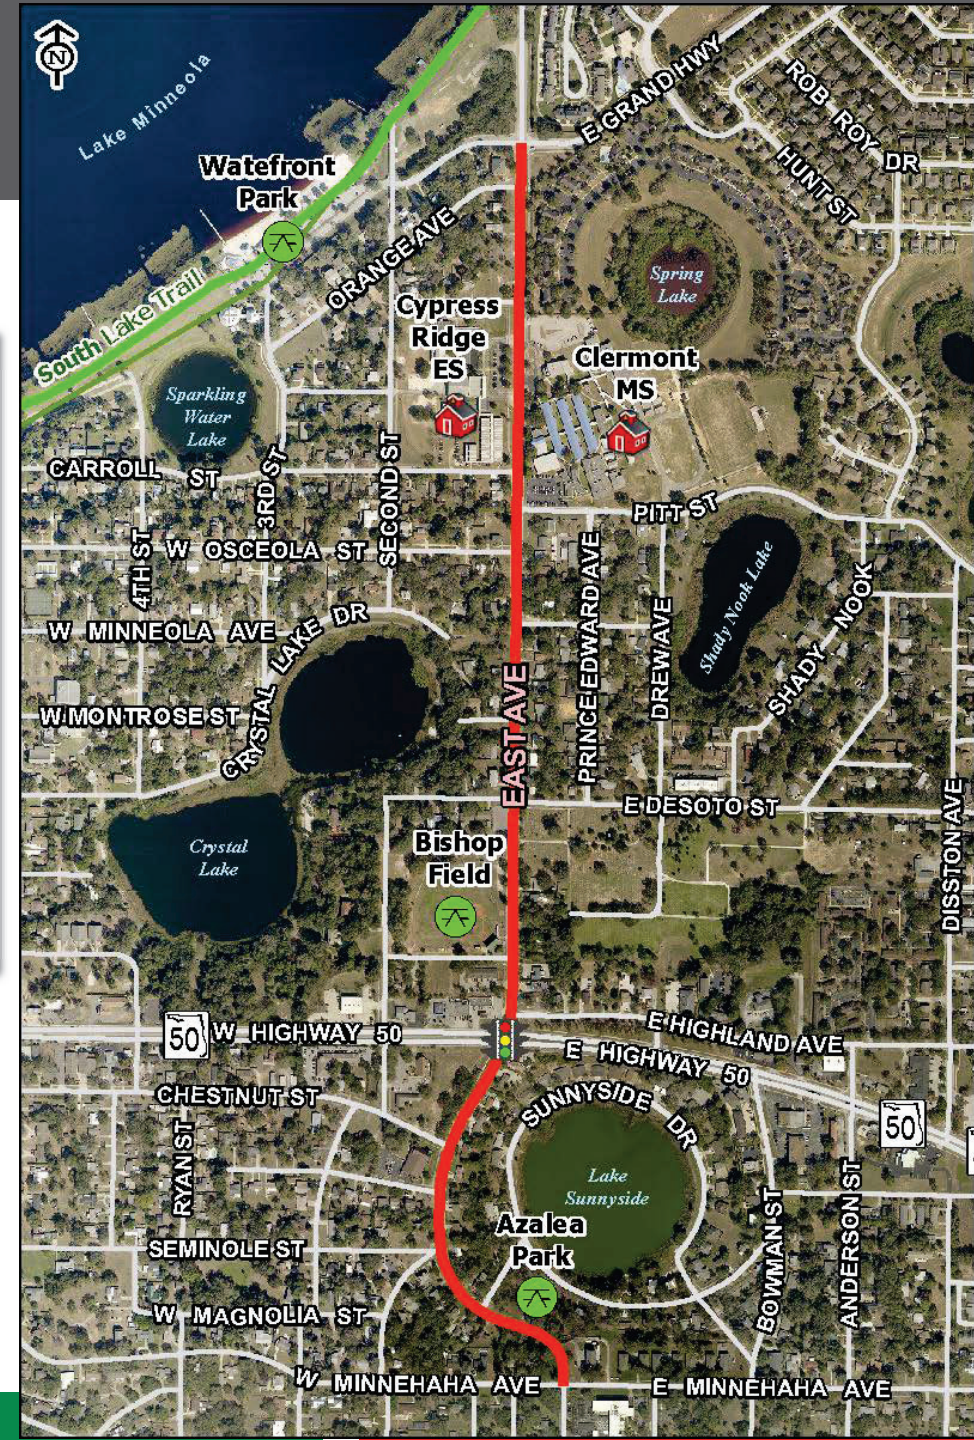 N
Lake Minneola
E GRAND HWY
ROB ROY DR
HUNT ST
Watefront
Park
ORANGE AVE
South Lake Trail
Spring
Lake
Cypress
Ridge
ES
Clermont
MS
Sparkling
Water
Lake
CARROLL ST
3RD ST
SECOND ST
PITT ST
4TH ST
W OSCEOLA ST
PRINCE EDWARD AVE
DREW AVE
Shady Nook Lake
SHADY NOOK
W MINNEOLA AVE
CRYSTAL LAKE DR
W MONTROSE ST
EAST AVE
E DESOTO ST
DISSTON AVE
Crystal
Lake
Bishop
Field
50
W HIGHWAY 50
E HIGHLAND AVE
E HIGHWAY 50
50
CHESTNUT ST
SUNNYSIDE DR
RYAN ST
Lake
Sunnyside
Azalea
Park
BOWMAN ST
ANDERSON ST
SEMINOLE ST
W MAGNOLIA ST
W MINNEHAHA AVE
E MINNEHAHA AVE